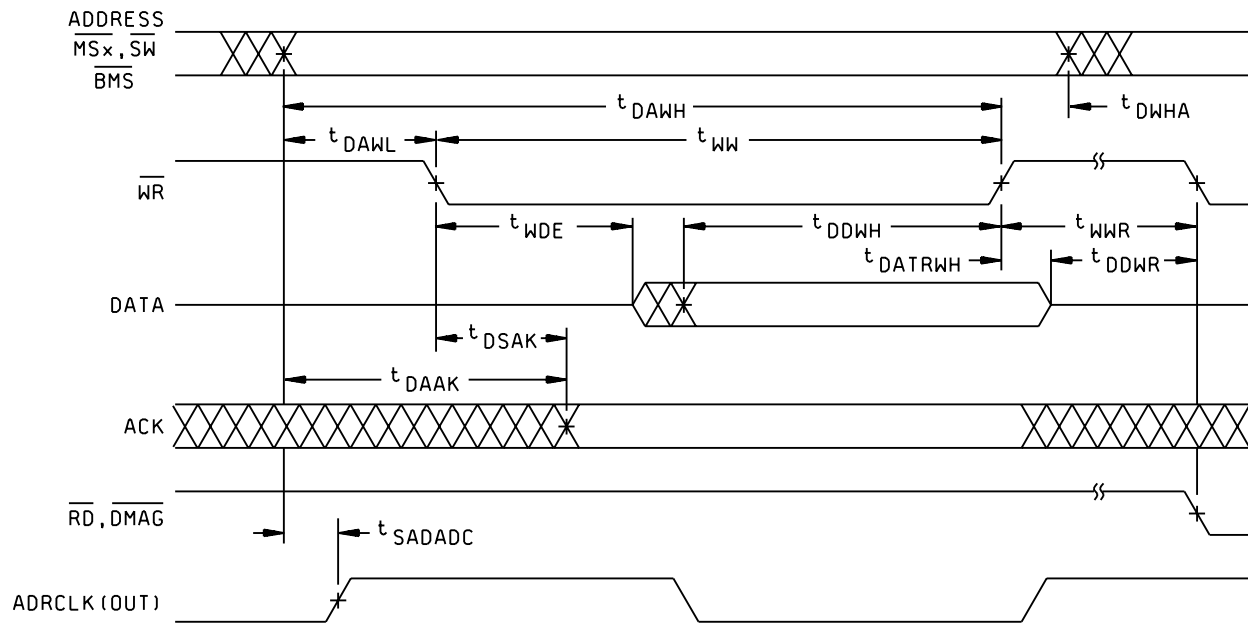 ADDRESS
MSx, SW
BMS
tDAWH
tDWHA
tDAWL
tWW
WR
tWDE
tDDWH
tWWR
tDATRWH
tDDWR
DATA
tDSAK
tDAAK
ACK
RD, DMAG
tSADADC
ADRCLK(OUT)